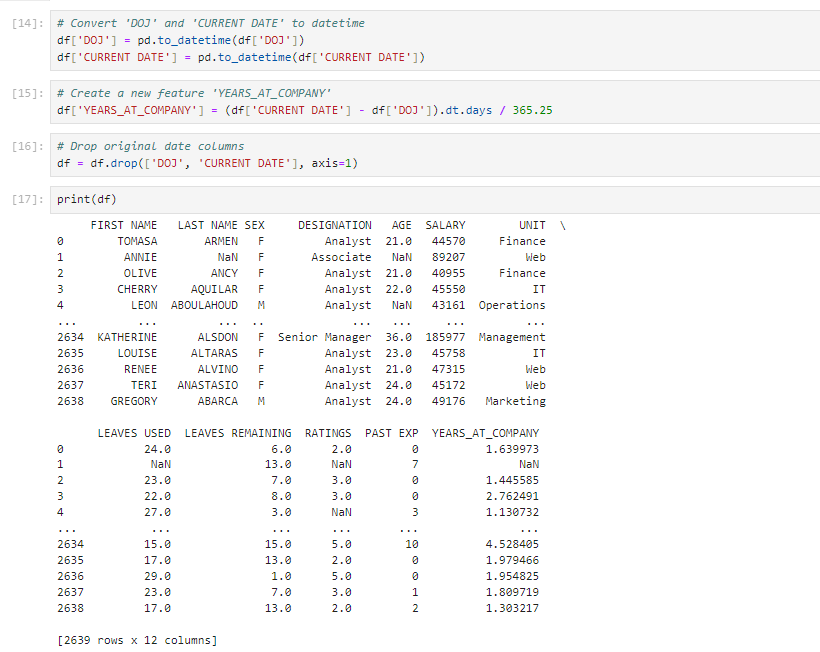 [14]: # Convert 'DOJ' and 'CURRENT DATE' to datetime
df['DOJ'] = pd.to_datetime(df['DOJ'])
df['CURRENT DATE'] = pd.to_datetime(df['CURRENT DATE'])
[15]: # Create a new feature 'YEARS_AT_COMPANY'
df['YEARS_AT_COMPANY'] = (df['CURRENT DATE'] - df['DOJ']).dt.days / 365.25
[16]: # Drop original date columns
df = df.drop(['DOJ', 'CURRENT DATE'], axis=1)
[17]: print(df)
FIRST NAME LAST NAME SEX DESIGNATION AGE SALARY UNIT \
0 TOMASA ARMEN F Analyst 21.0 44570 Finance
1 ANNIE NaN F Associate NaN 89207 Web
2 OLIVE ANCY F Analyst 21.0 40955 Finance
3 CHERRY AQUILAR F Analyst 22.0 45550 IT
4 LEON ABOULAHOUD M Analyst NaN 43161 Operations
... ... ... .. ... ... ... ...
2634 KATHERINE ALSDON F Senior Manager 36.0 185977 Management
2635 LOUISE ALTARAS F Analyst 23.0 45758 IT
2636 RENEE ALVINO F Analyst 21.0 47315 Web
2637 TERI ANASTASIO F Analyst 24.0 45172 Web
2638 GREGORY ABARCA M Analyst 24.0 49176 Marketing
LEAVES USED LEAVES REMAINING RATINGS PAST EXP YEARS_AT_COMPANY
0 24.0 6.0 2.0 0 1.639973
1 NaN 13.0 NaN 7 NaN
2 23.0 7.0 3.0 0 1.445585
3 22.0 8.0 3.0 0 2.762491
4 27.0 3.0 NaN 3 1.130732
... ... ... ... ... ...
2634 15.0 15.0 5.0 10 4.528405
2635 17.0 13.0 2.0 0 1.979466
2636 29.0 1.0 5.0 0 1.954825
2637 23.0 7.0 3.0 1 1.809719
2638 17.0 13.0 2.0 2 1.303217
[2639 rows x 12 columns]